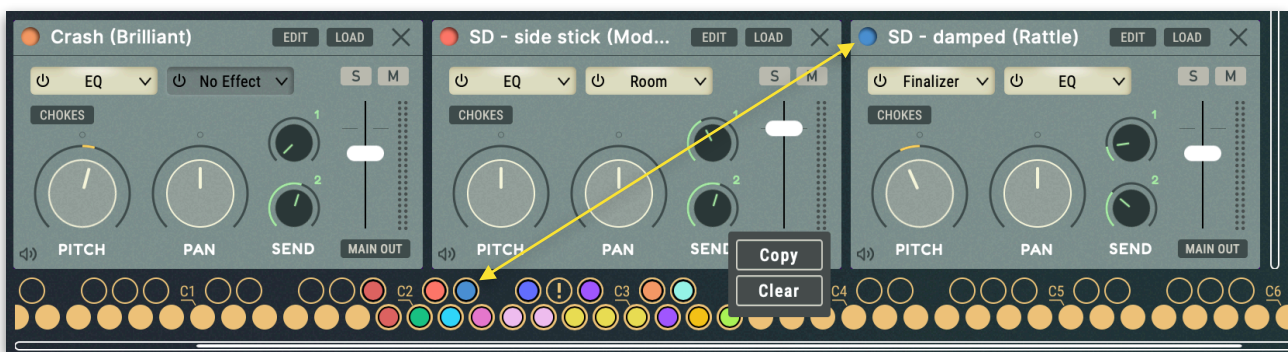 Crash (Brilliant) EDIT LOAD
EQ No Effect S M
CHOKES 1
2
PITCH PAN SEND MAIN OUT
SD - side stick (Mod... EDIT LOAD
EQ Room S M
CHOKES 1
2
PITCH PAN SEND
SD - damped (Rattle) EDIT LOAD
Finalizer EQ S M
CHOKES 1
2
PITCH PAN SEND MAIN OUT
Copy
Clear
C1 C2 ! C3 C4 C5 C6